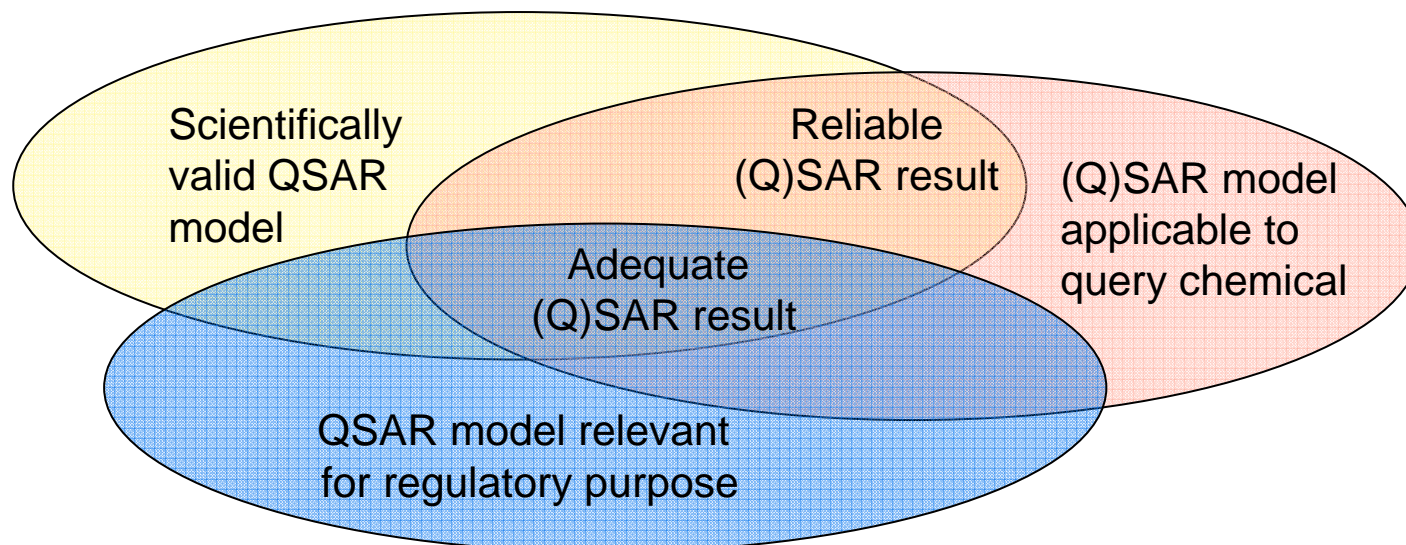 Scientifically
valid QSAR
model
Reliable
(Q)SAR result
(Q)SAR model
applicable to
query chemical
Adequate
(Q)SAR result
QSAR model relevant
for regulatory purpose